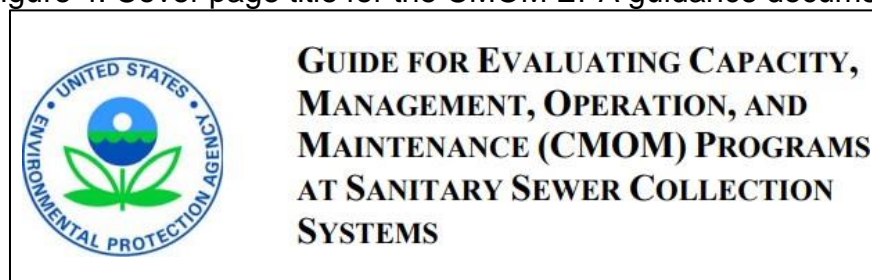 UNITED STATES
ENVIRONMENTAL PROTECTION AGENCY
GUIDE FOR EVALUATING CAPACITY,
MANAGEMENT, OPERATION, AND
MAINTENANCE (CMOM) PROGRAMS
AT SANITARY SEWER COLLECTION
SYSTEMS